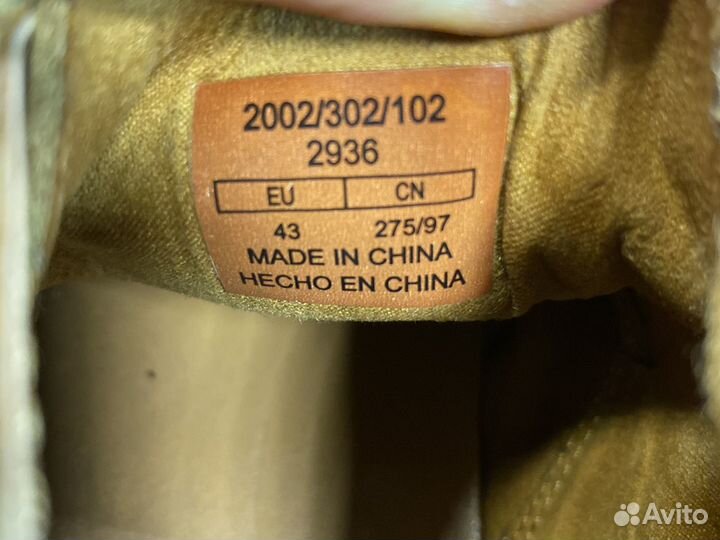 2002/302/102
2936
EU CN
43 275/97
MADE IN CHINA
HECHO EN CHINA
Avito